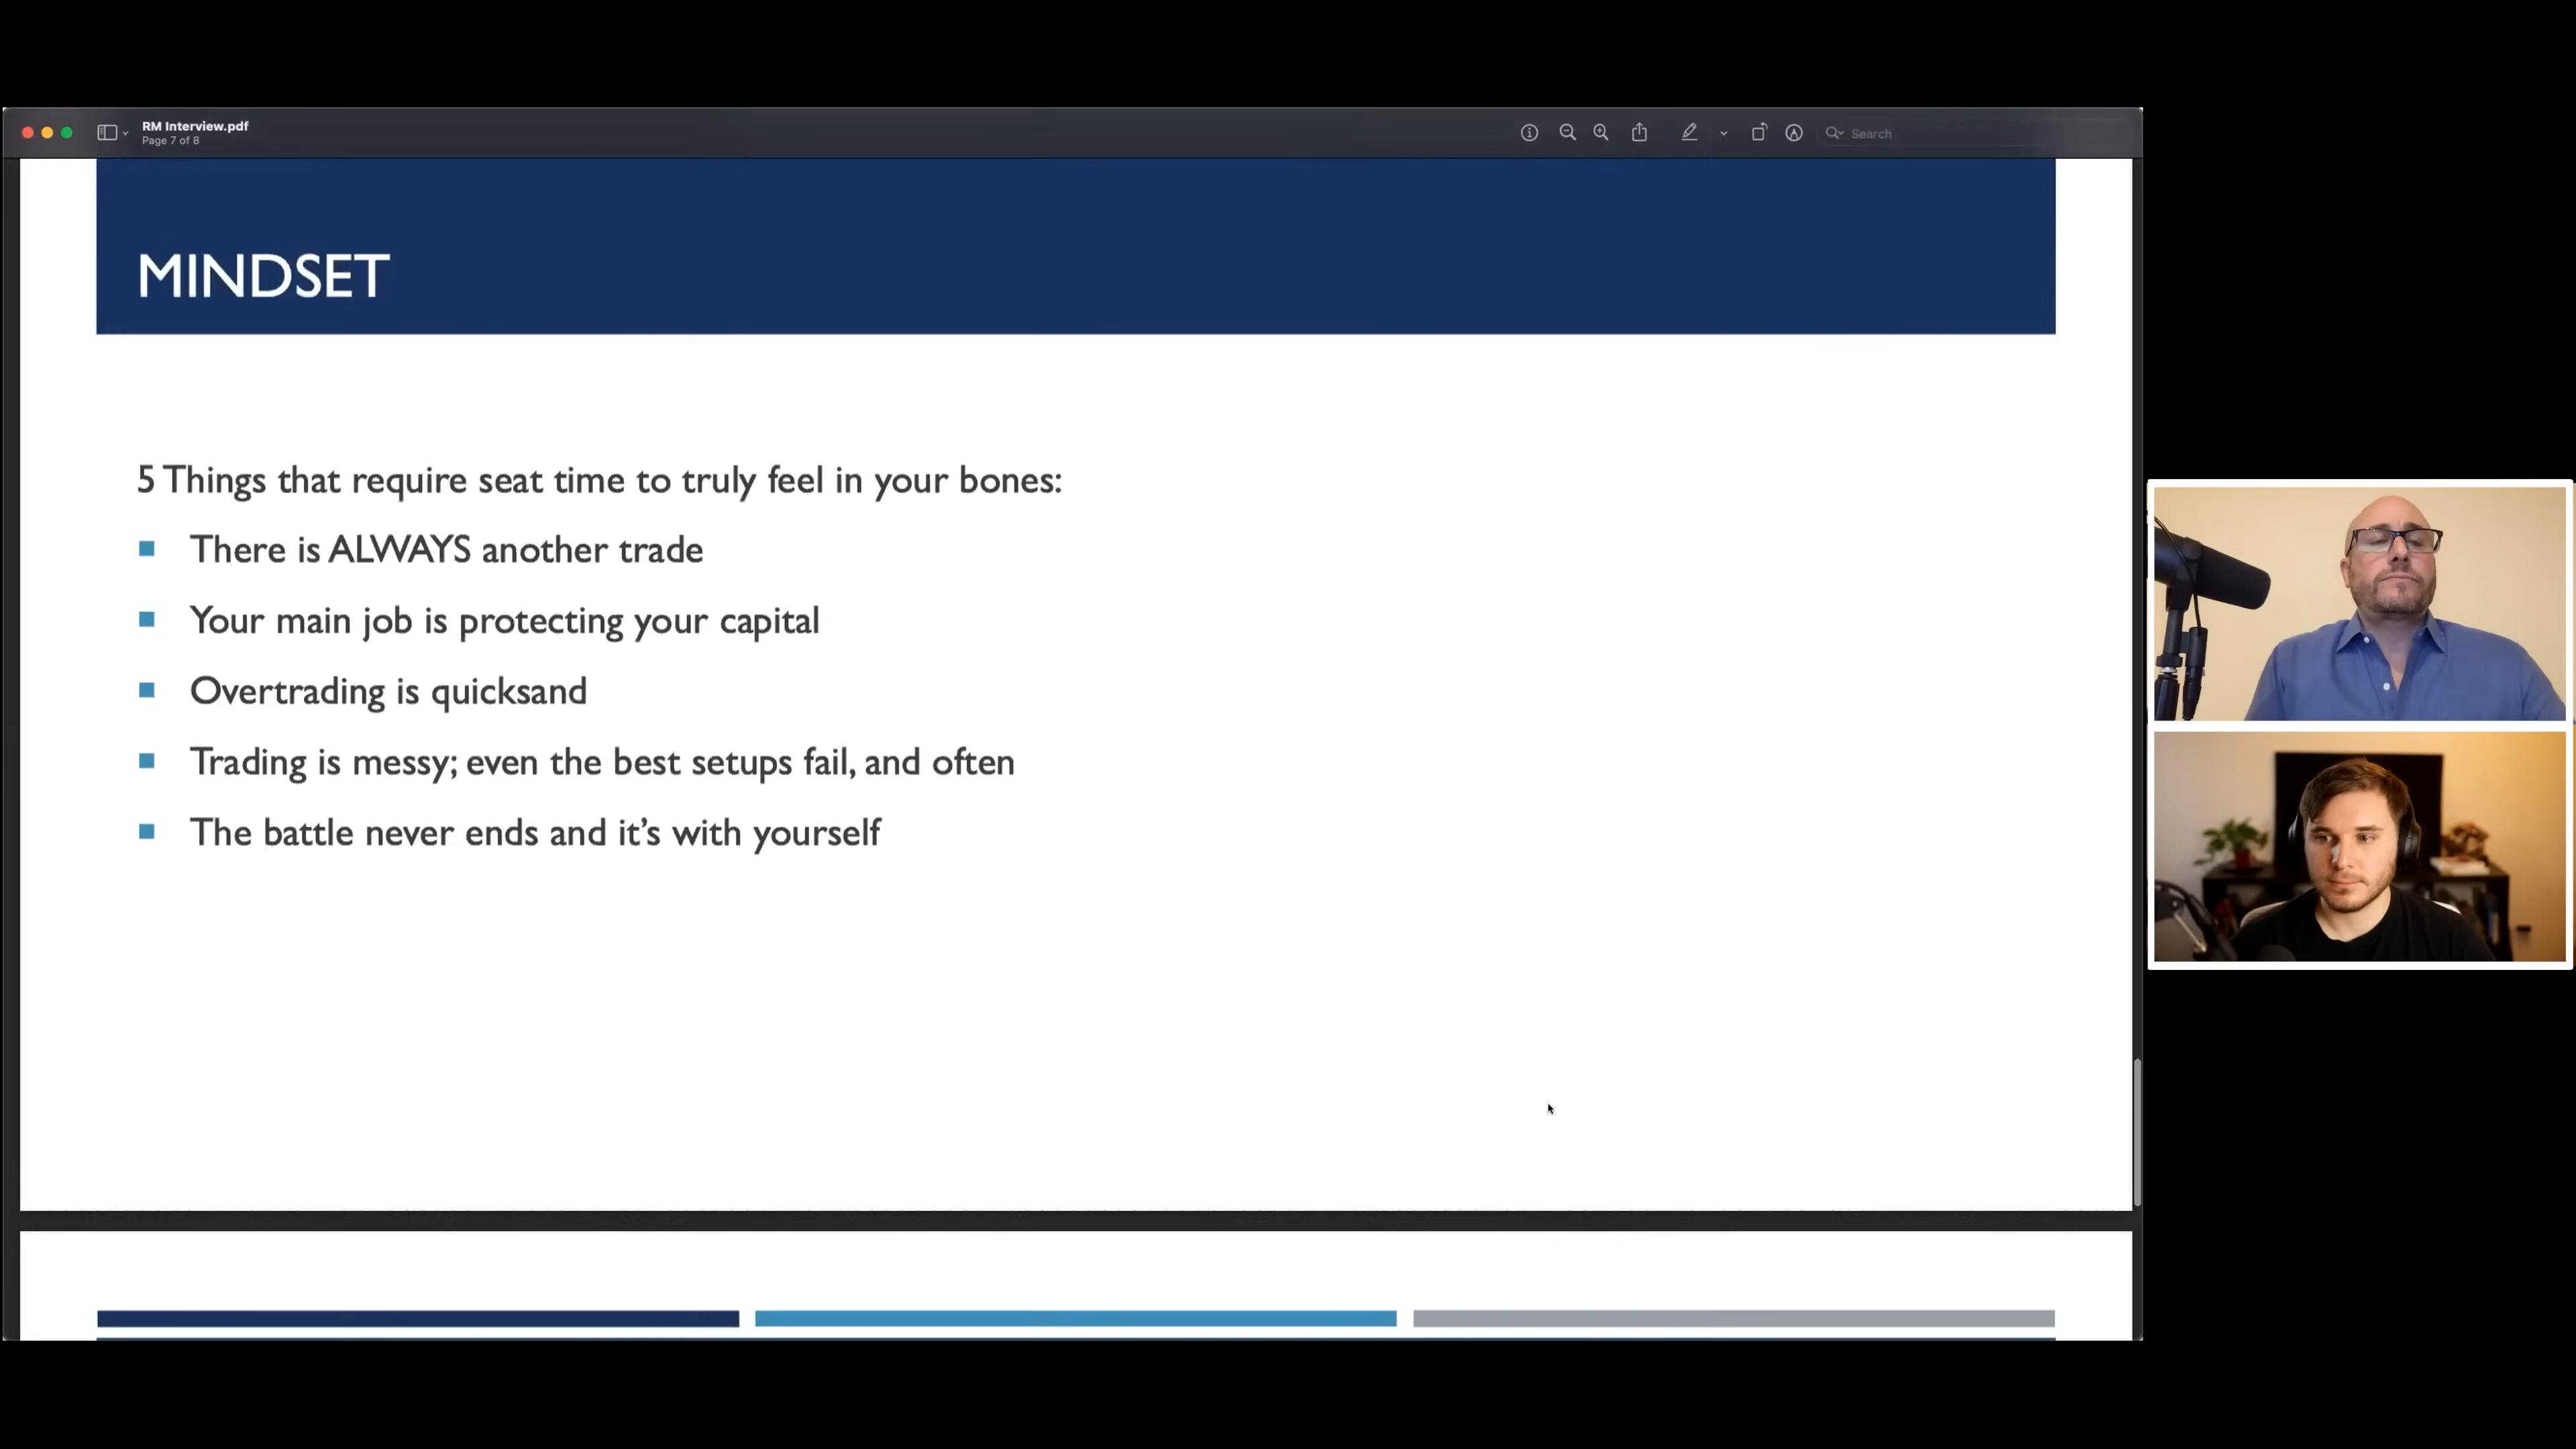 RM Interview.pdf
Page 7 of 8
Search
MINDSET
5 Things that require seat time to truly feel in your bones:
There is ALWAYS another trade
Your main job is protecting your capital
Overtrading is quicksand
Trading is messy; even the best setups fail, and often
The battle never ends and it’s with yourself